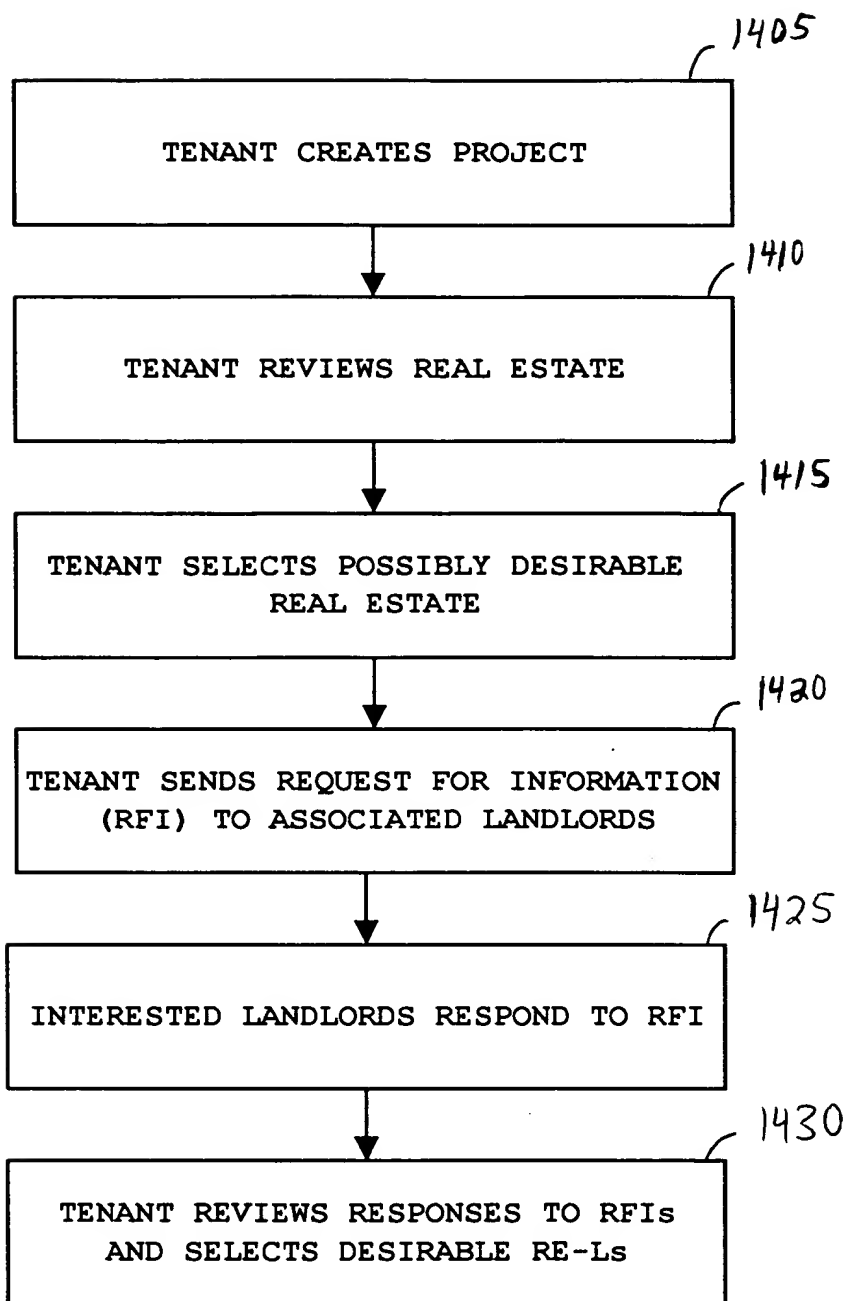 1405
TENANT CREATES PROJECT
1410
TENANT REVIEWS REAL ESTATE
1415
TENANT SELECTS POSSIBLY DESIRABLE
REAL ESTATE
1420
TENANT SENDS REQUEST FOR INFORMATION
(RFI) TO ASSOCIATED LANDLORDS
1425
INTERESTED LANDLORDS RESPOND TO RFI
1430
TENANT REVIEWS RESPONSES TO RFIs
AND SELECTS DESIRABLE RE-Ls